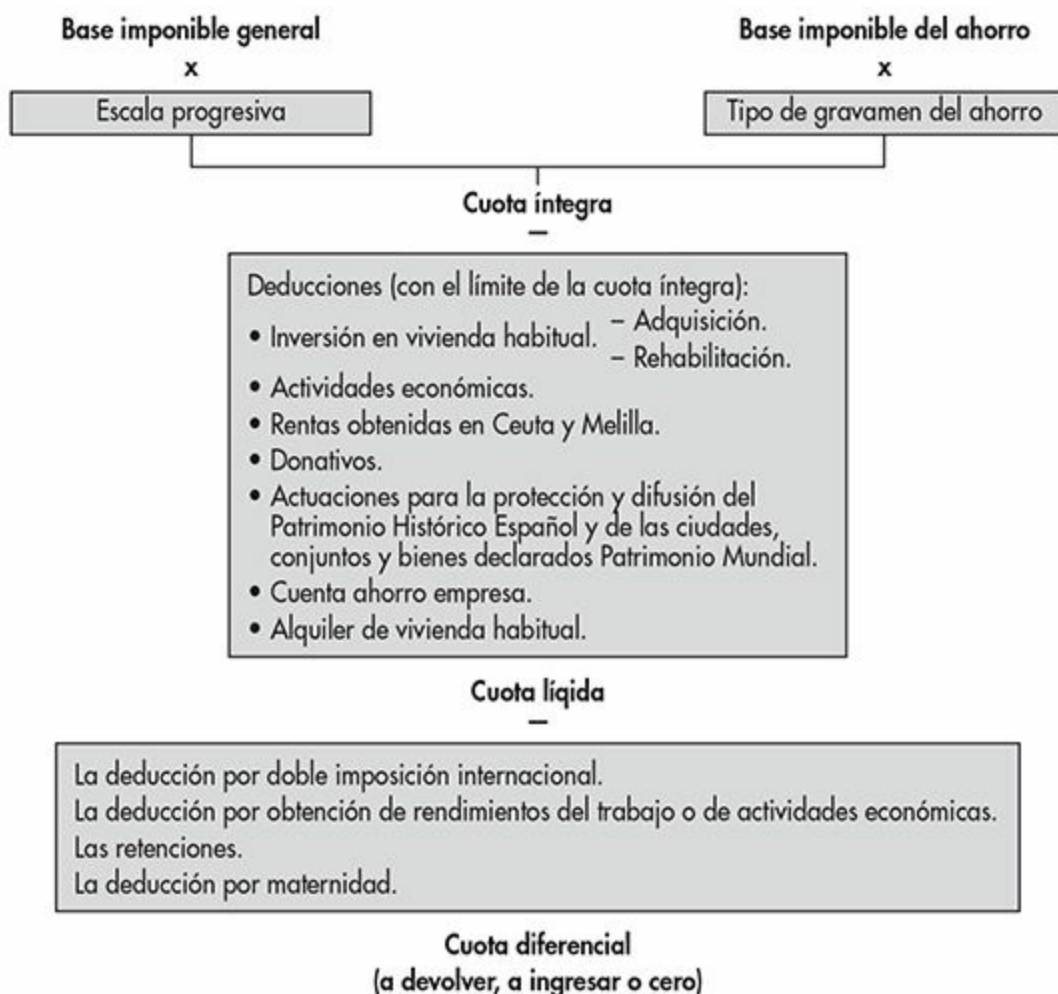 Base imponible general
x
Escala progresiva
Base imponible del ahorro
x
Tipo de gravamen del ahorro
Cuota íntegra
–
Deducciones (con el límite de la cuota íntegra):
• Inversión en vivienda habitual.
– Adquisición.
– Rehabilitación.
• Actividades económicas.
• Rentas obtenidas en Ceuta y Melilla.
• Donativos.
• Actuaciones para la protección y difusión del
Patrimonio Histórico Español y de las ciudades,
conjuntos y bienes declarados Patrimonio Mundial.
• Cuenta ahorro empresa.
• Alquiler de vivienda habitual.
Cuota líqida
–
La deducción por doble imposición internacional.
La deducción por obtención de rendimientos del trabajo o de actividades económicas.
Las retenciones.
La deducción por maternidad.
Cuota diferencial
(a devolver, a ingresar o cero)